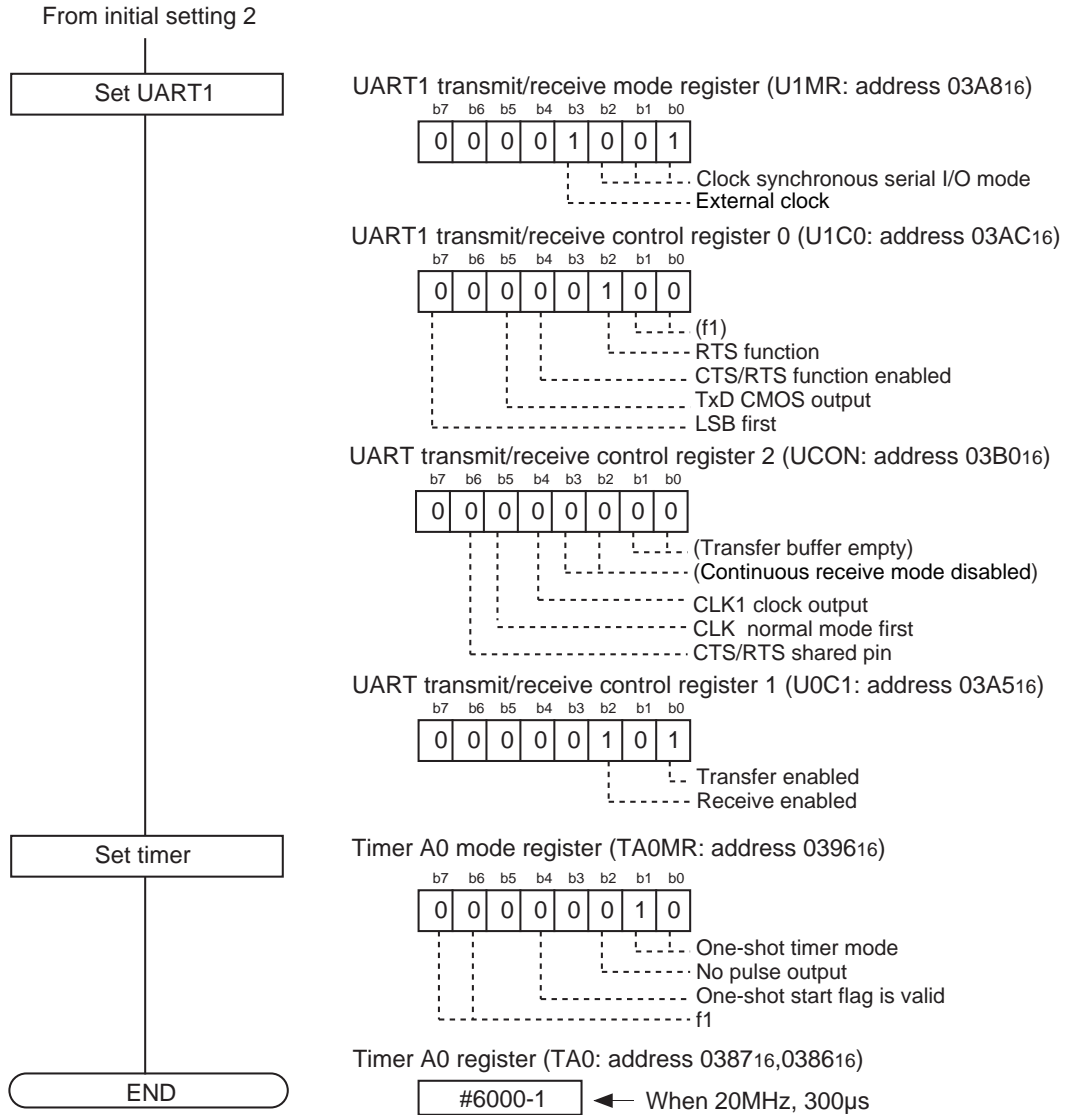 From initial setting 2
Set UART1
UART1 transmit/receive mode register (U1MR: address 03A816)
b7 b6 b5 b4 b3 b2 b1 b0
0 0 0 0 1 0 0 1
Clock synchronous serial I/O mode
External clock
UART1 transmit/receive control register 0 (U1C0: address 03AC16)
b7 b6 b5 b4 b3 b2 b1 b0
0 0 0 0 0 1 0 0
(f1)
RTS function
CTS/RTS function enabled
TxD CMOS output
LSB first
UART transmit/receive control register 2 (UCON: address 03B016)
b7 b6 b5 b4 b3 b2 b1 b0
0 0 0 0 0 0 0 0
(Transfer buffer empty)
(Continuous receive mode disabled)
CLK1 clock output
CLK normal mode first
CTS/RTS shared pin
UART transmit/receive control register 1 (U0C1: address 03A516)
b7 b6 b5 b4 b3 b2 b1 b0
0 0 0 0 0 1 0 1
Transfer enabled
Receive enabled
Set timer
Timer A0 mode register (TA0MR: address 039616)
b7 b6 b5 b4 b3 b2 b1 b0
0 0 0 0 0 0 1 0
One-shot timer mode
No pulse output
One-shot start flag is valid
f1
Timer A0 register (TA0: address 038716,038616)
END
#6000-1
When 20MHz, 300µs